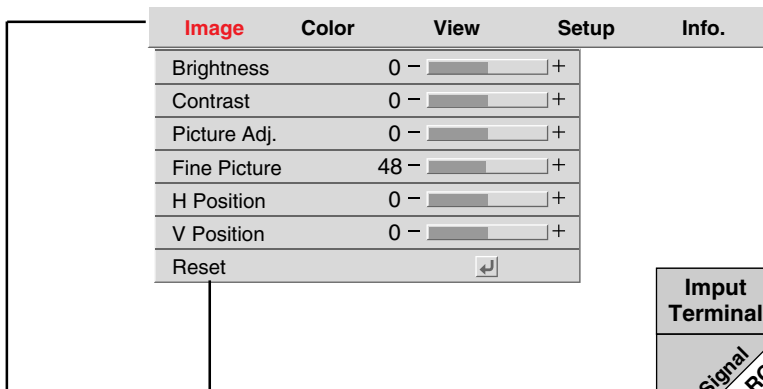 Image Color View Setup Info.
Brightness 0 – +
Contrast 0 – +
Picture Adj. 0 – +
Fine Picture 48 – +
H Position 0 – +
V Position 0 – +
Reset
Imput
Terminal
Signal